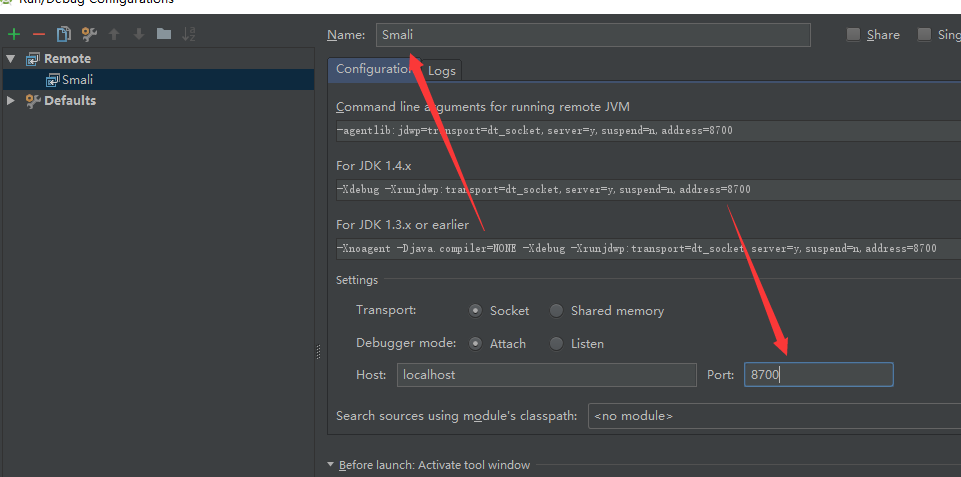 Run/Debug Configurations
Name: Smali Share Sing
Remote
Smali
Defaults
Configuration Logs
Command line arguments for running remote JVM
-agentlib:jdwp=transport=dt_socket,server=y,suspend=n,address=8700
For JDK 1.4.x
-Xdebug -Xrunjdwp:transport=dt_socket,server=y,suspend=n,address=8700
For JDK 1.3.x or earlier
-Xnoagent -Djava.compiler=NONE -Xdebug -Xrunjdwp:transport=dt_socket,server=y,suspend=n,address=8700
Settings
Transport: Socket Shared memory
Debugger mode: Attach Listen
Host: localhost Port: 8700
Search sources using module's classpath: <no module>
Before launch: Activate tool window